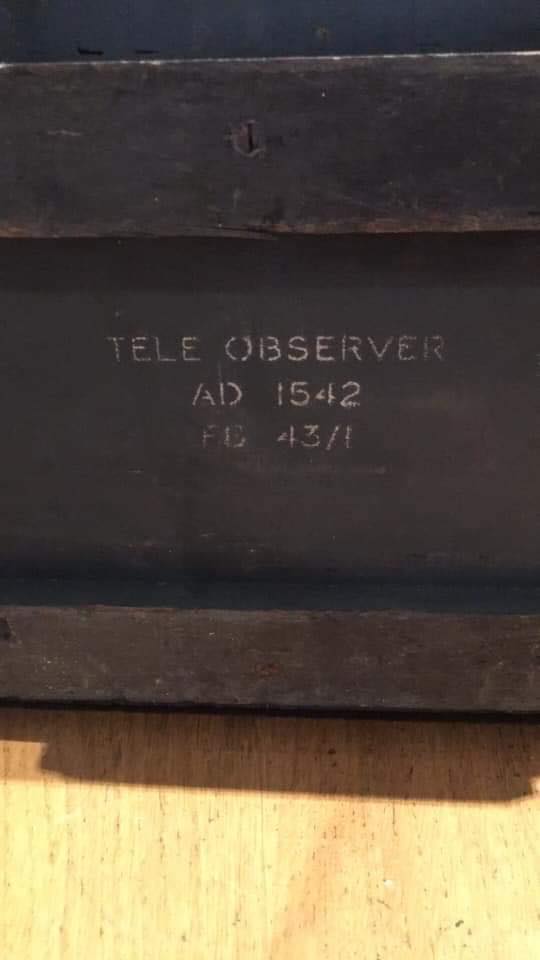 TELE OBSERVER
AD 1542
FB 43/1